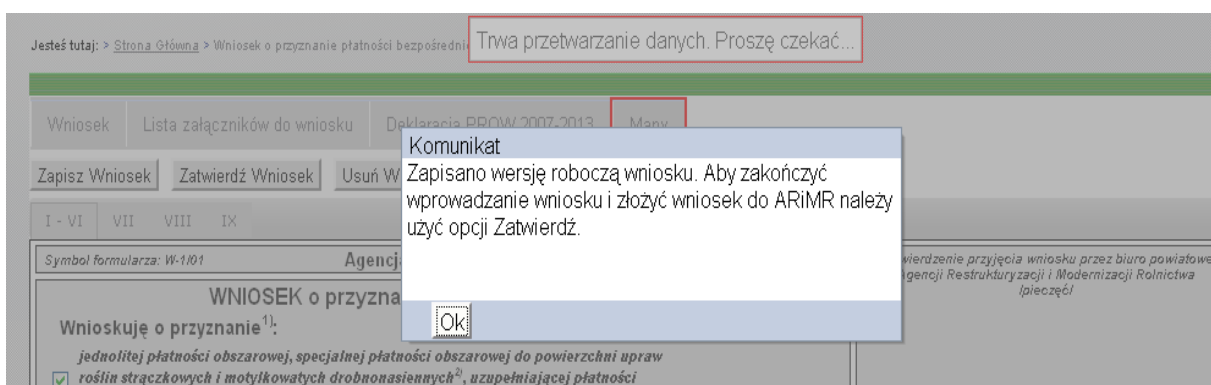 Jesteś tutaj: > Strona Główna > Wniosek o przyznanie płatności bezpośredni
Trwa przetwarzanie danych. Proszę czekać...
Wniosek Lista załączników do wniosku Deklaracja PROW 2007-2013 Mapy
Zapisz Wniosek Zatwierdź Wniosek Usuń W
Komunikat
Zapisano wersję roboczą wniosku. Aby zakończyć
wprowadzanie wniosku i złożyć wniosek do ARiMR należy
użyć opcji Zatwierdź.
Ok
I - VI VII VIII IX
Symbol formularza: W-1/01 Agencj
wierdzenie przyjęcia wniosku przez biuro powiatowe
Agencji Restrukturyzacji i Modernizacji Rolnictwa
/pieczęć/
WNIOSEK o przyzna
Wnioskuję o przyznanie1):
jednolitej płatności obszarowej, specjalnej płatności obszarowej do powierzchni upraw
roślin strączkowych i motylkowatych drobnonasiennych2), uzupełniającej płatności